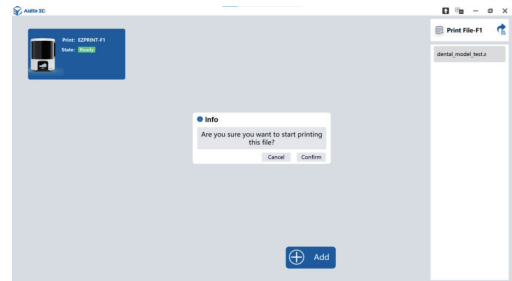 Aidite 3D
Print: EZPRINT-F1
State: Ready
Info
Are you sure you want to start printing
this file?
Cancel
Confirm
Add
Print File-F1
dental_model_test.z